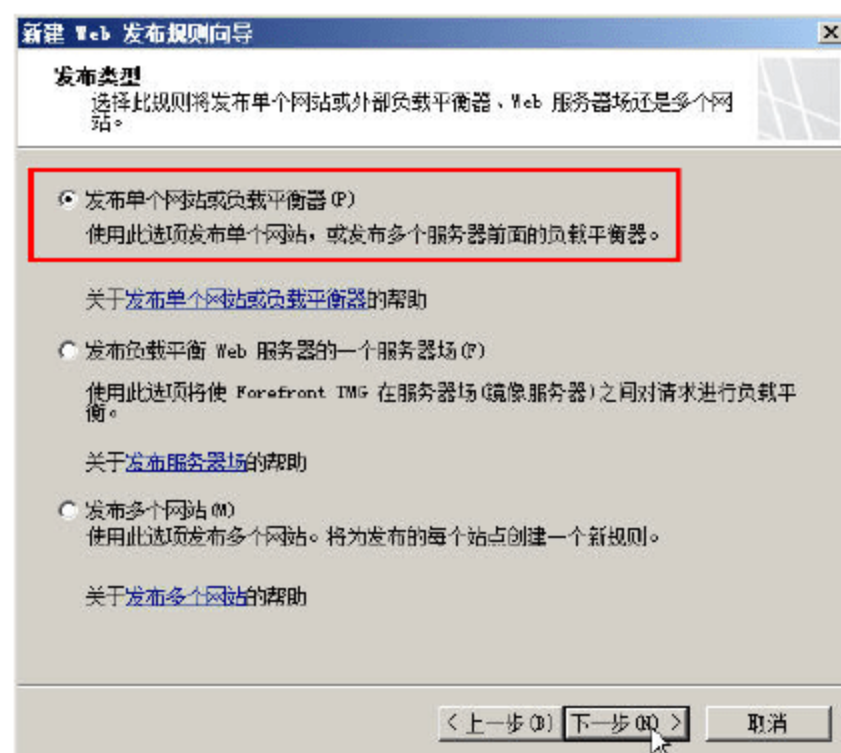 新建 Web 发布规则向导
发布类型
选择此规则将发布单个网站或外部负载平衡器、Web 服务器场还是多个网
站。
发布单个网站或负载平衡器(P)
使用此选项发布单个网站，或发布多个服务器前面的负载平衡器。
关于发布单个网站或负载平衡器的帮助
发布负载平衡 Web 服务器的一个服务器场(F)
使用此选项将使 Forefront TMG 在服务器场(镜像服务器)之间对请求进行负载平
衡。
关于发布服务器场的帮助
发布多个网站(M)
使用此选项发布多个网站。将为发布的每个站点创建一个新规则。
关于发布多个网站的帮助
< 上一步(B) 下一步(N) > 取消